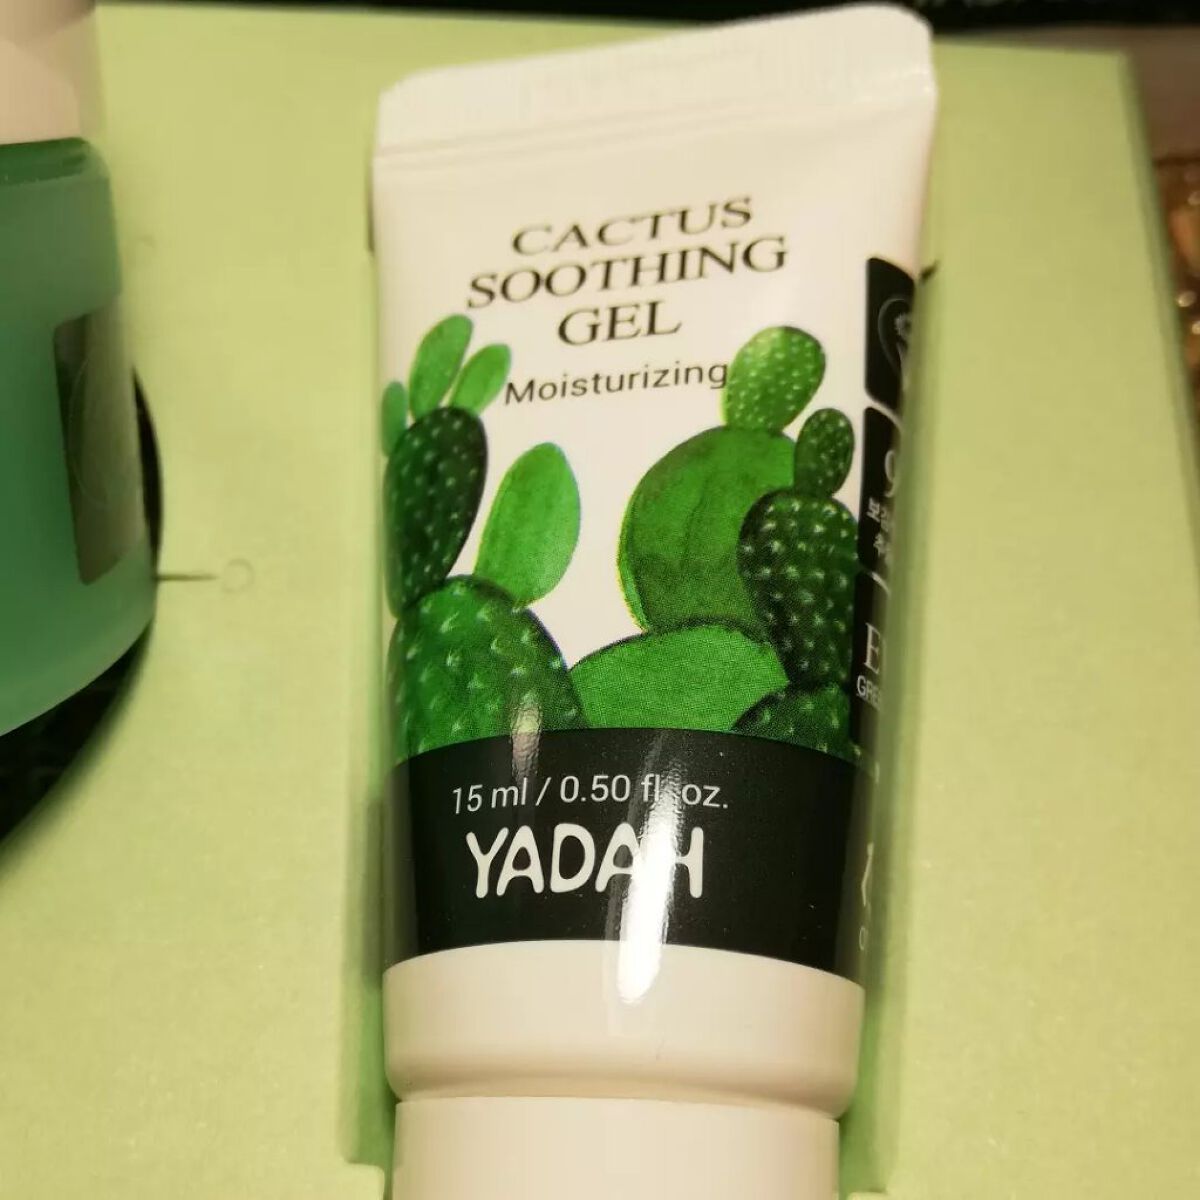 CACTUS
SOOTHING
GEL
Moisturizing
15 ml / 0.50 fl. oz.
YADAH